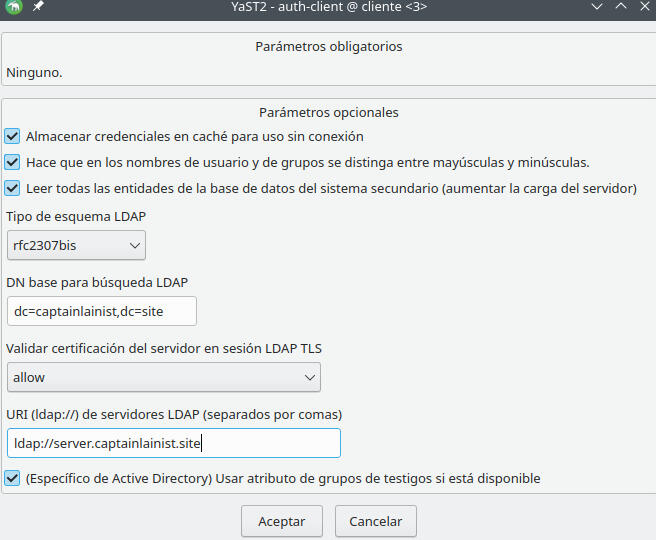 YaST2 - auth-client @ cliente <3>
Parámetros obligatorios
Ninguno.
Parámetros opcionales
Almacenar credenciales en caché para uso sin conexión
Hace que en los nombres de usuario y de grupos se distinga entre mayúsculas y minúsculas.
Leer todas las entidades de la base de datos del sistema secundario (aumentar la carga del servidor)
Tipo de esquema LDAP
rfc2307bis
DN base para búsqueda LDAP
dc=captainlainist,dc=site
Validar certificación del servidor en sesión LDAP TLS
allow
URI (ldap://) de servidores LDAP (separados por comas)
ldap://server.captainlainist.site
(Específico de Active Directory) Usar atributo de grupos de testigos si está disponible
Aceptar Cancelar